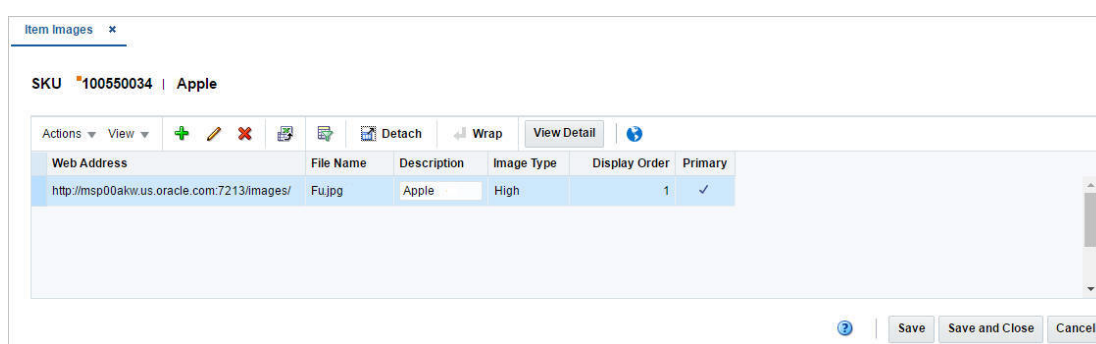 Item Images ×
SKU 100550034 | Apple
Actions View Detach Wrap View Detail
Web Address File Name Description Image Type Display Order Primary
http://msp00akw.us.oracle.com:7213/images/ Fu.jpg Apple High 1 ✓
? Save Save and Close Cancel